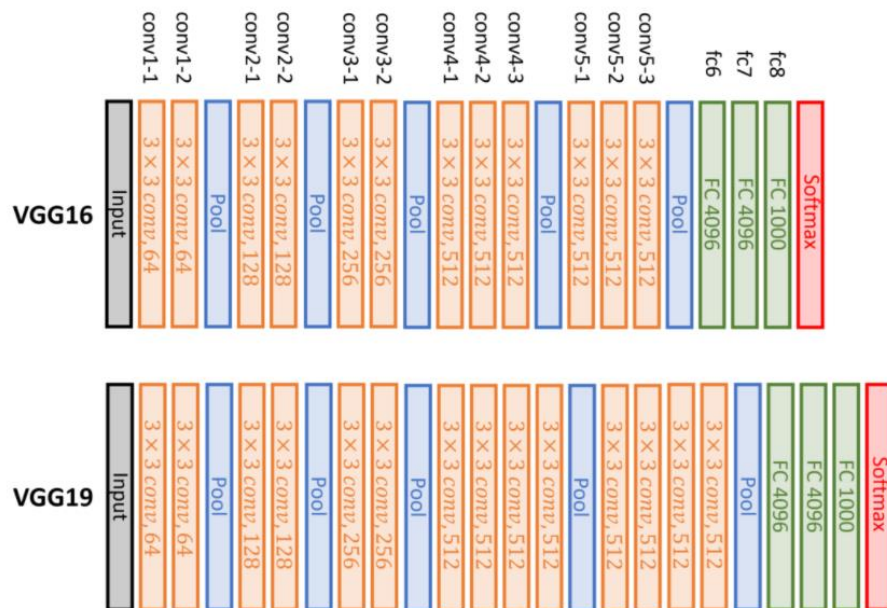 conv1-1
conv1-2
conv2-1
conv2-2
conv3-1
conv3-2
conv4-1
conv4-2
conv4-3
conv5-1
conv5-2
conv5-3
fc6
fc7
fc8
VGG16
Input
3 × 3 conv, 64
3 × 3 conv, 64
Pool
3 × 3 conv, 128
3 × 3 conv, 128
Pool
3 × 3 conv, 256
3 × 3 conv, 256
Pool
3 × 3 conv, 512
3 × 3 conv, 512
3 × 3 conv, 512
Pool
3 × 3 conv, 512
3 × 3 conv, 512
3 × 3 conv, 512
Pool
FC 4096
FC 4096
FC 1000
Softmax
VGG19
Input
3 × 3 conv, 64
3 × 3 conv, 64
Pool
3 × 3 conv, 128
3 × 3 conv, 128
Pool
3 × 3 conv, 256
3 × 3 conv, 256
Pool
3 × 3 conv, 512
3 × 3 conv, 512
3 × 3 conv, 512
3 × 3 conv, 512
Pool
3 × 3 conv, 512
3 × 3 conv, 512
3 × 3 conv, 512
3 × 3 conv, 512
Pool
FC 4096
FC 4096
FC 1000
Softmax